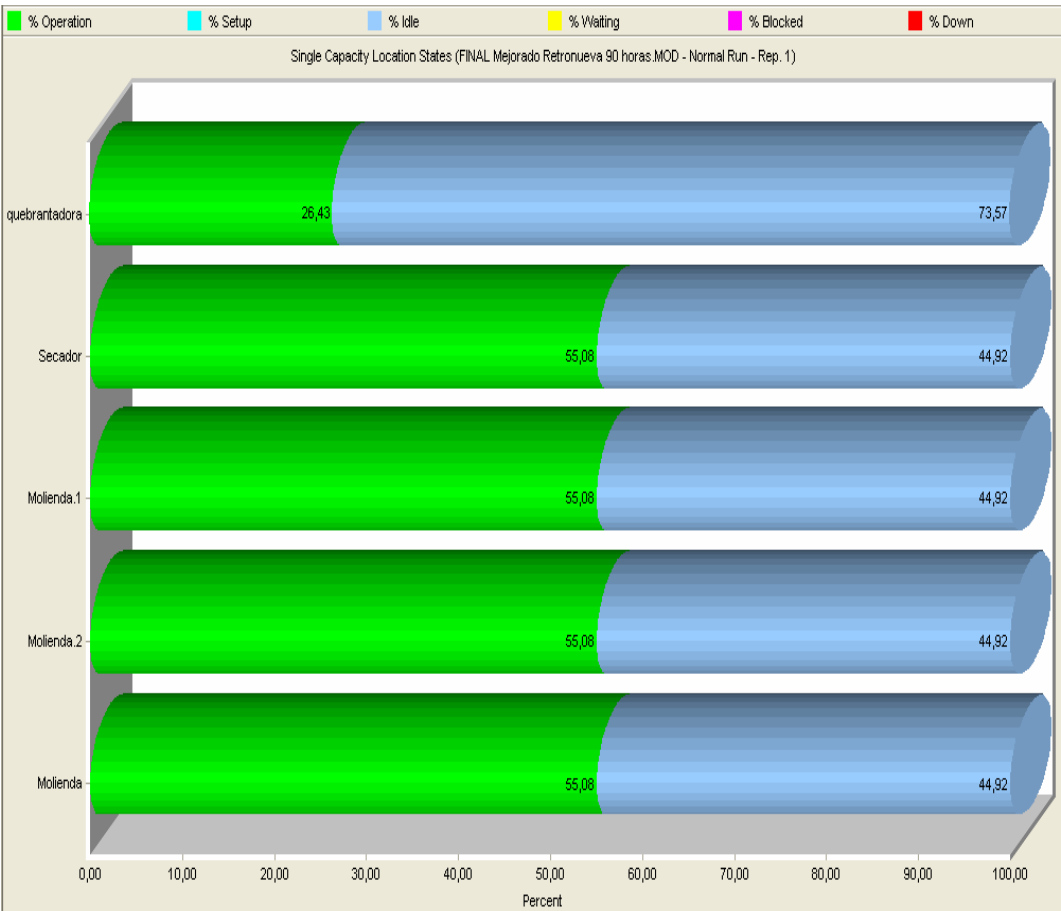 % Operation % Setup % Idle % Waiting % Blocked % Down
Single Capacity Location States (FINAL Mejorado Retronueva 90 horas.MOD - Normal Run - Rep. 1)
quebrantadora 26,43 73,57
Secador 55,08 44,92
Molienda.1 55,08 44,92
Molienda.2 55,08 44,92
Molienda 55,08 44,92
0,00 10,00 20,00 30,00 40,00 50,00 60,00 70,00 80,00 90,00 100,00
Percent